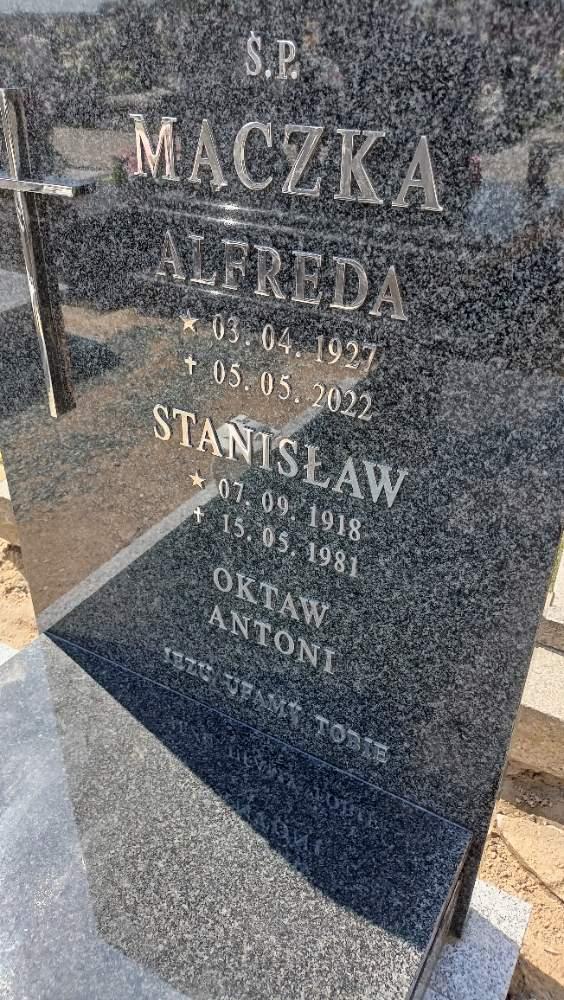 Ś.P.
MĄCZKA
ALFREDA
★ 03. 04. 1927
✝ 05. 05. 2022
STANISŁAW
★ 07. 09. 1918
✝ 15. 05. 1981
OKTAW
ANTONI
JEZU UFAMY TOBIE